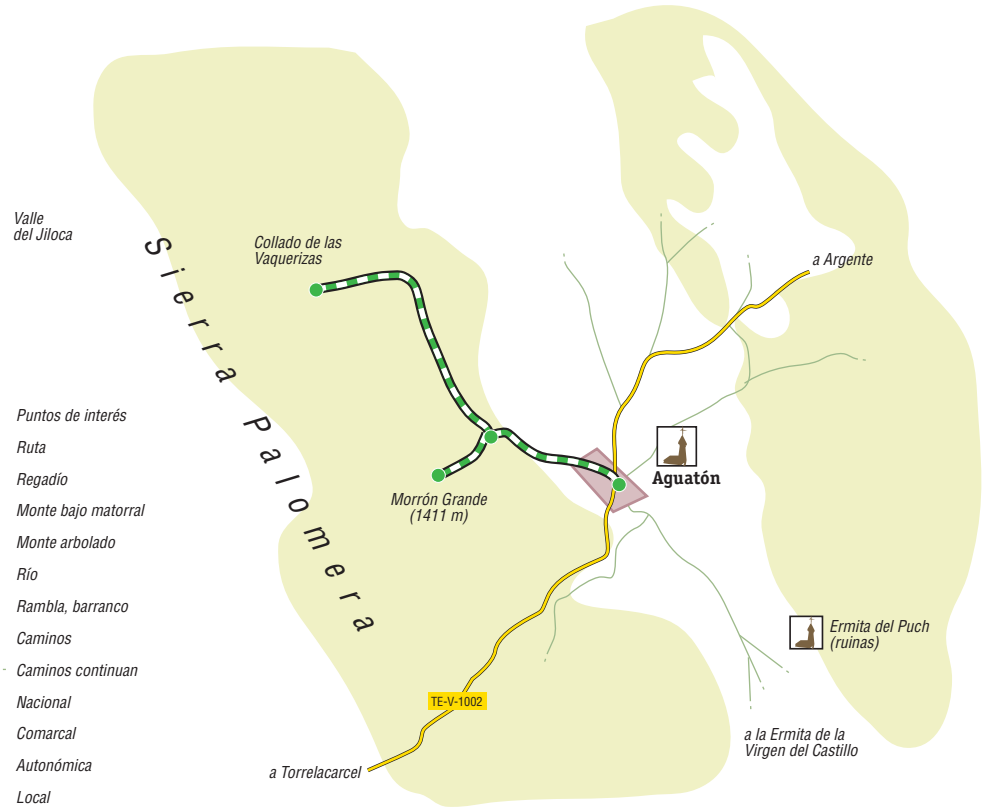 Valle
del Jiloca
Sierra Palomera
Collado de las
Vaquerizas
a Argente
Puntos de interés
Ruta
Regadío
Monte bajo matorral
Monte arbolado
Río
Rambla, barranco
Caminos
Caminos continuan
Nacional
Comarcal
Autonómica
Local
Aguatón
Morrón Grande
(1411 m)
Ermita del Puch
(ruinas)
TE-V-1002
a la Ermita de la
Virgen del Castillo
a Torrelacarcel